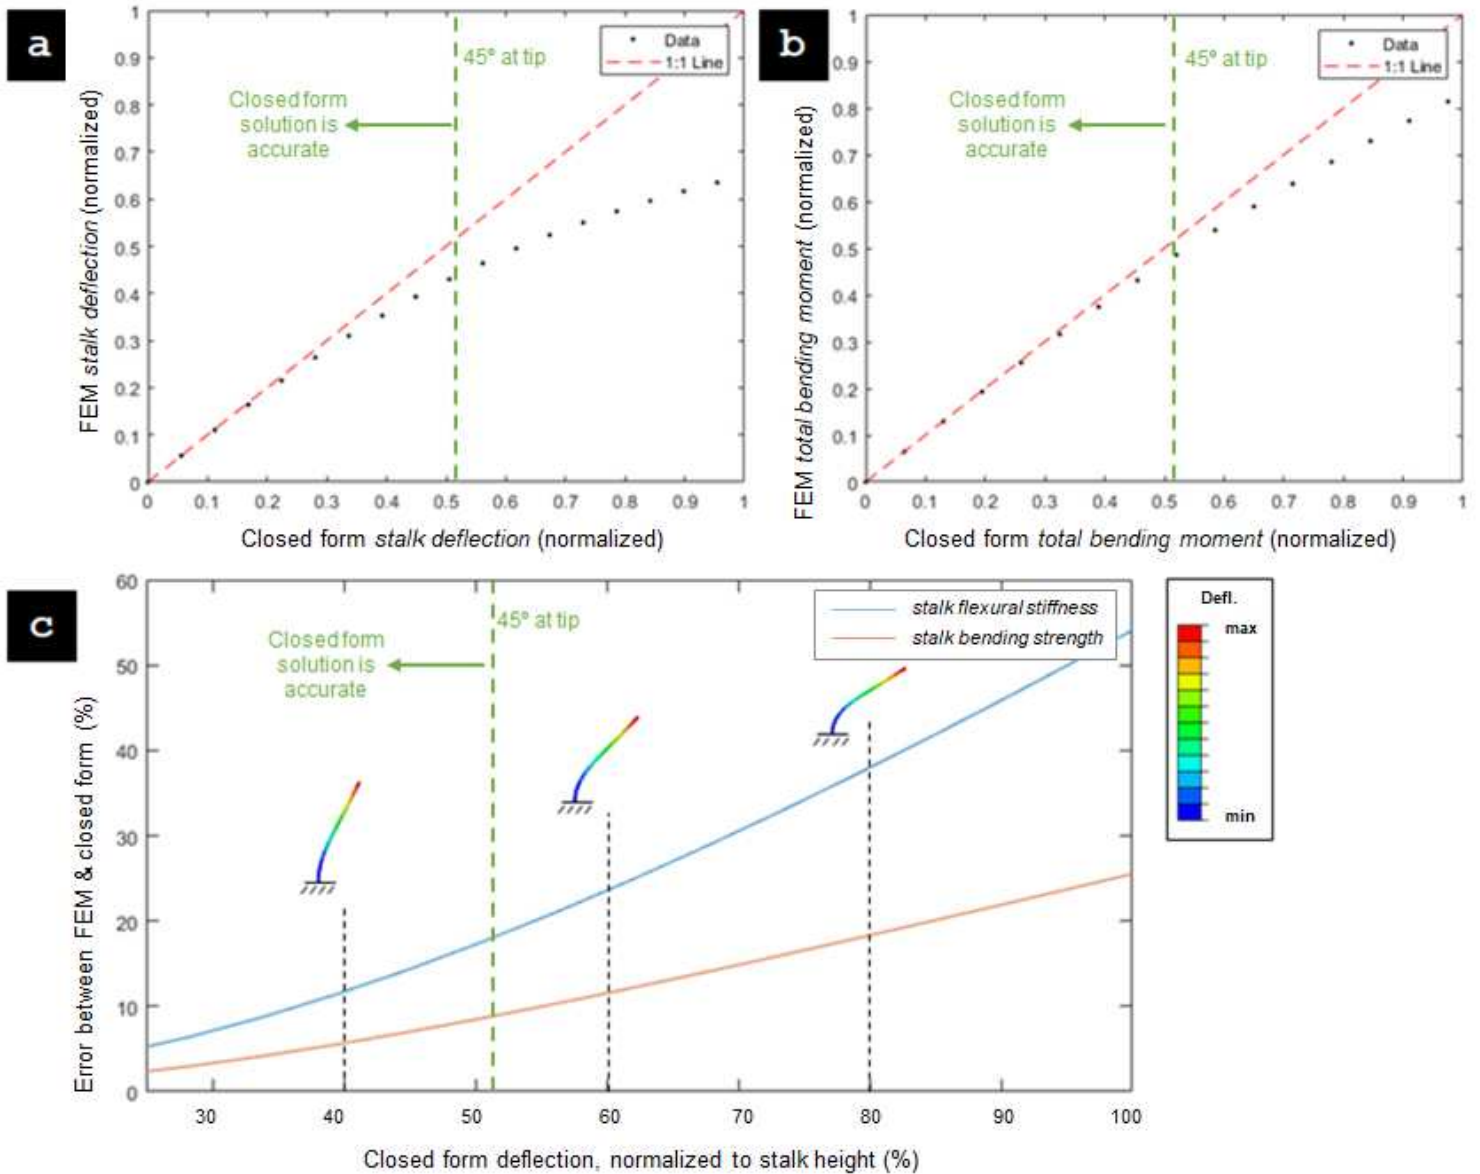 a
1
0.9
0.8
0.7
0.6
0.5
0.4
0.3
0.2
0.1
0
0 0.1 0.2 0.3 0.4 0.5 0.6 0.7 0.8 0.9 1
FEM stalk deflection (normalized)
Closed form stalk deflection (normalized)
Closed form
solution is
accurate
45° at tip
Data
1:1 Line
b
1
0.9
0.8
0.7
0.6
0.5
0.4
0.3
0.2
0.1
0
0 0.1 0.2 0.3 0.4 0.5 0.6 0.7 0.8 0.9 1
FEM total bending moment (normalized)
Closed form total bending moment (normalized)
Closed form
solution is
accurate
45° at tip
Data
1:1 Line
c
60
50
40
30
20
10
0
30 40 50 60 70 80 90 100
Error between FEM & closed form (%)
Closed form deflection, normalized to stalk height (%)
Closed form
solution is
accurate
45° at tip
stalk flexural stiffness
stalk bending strength
Defl.
max
min